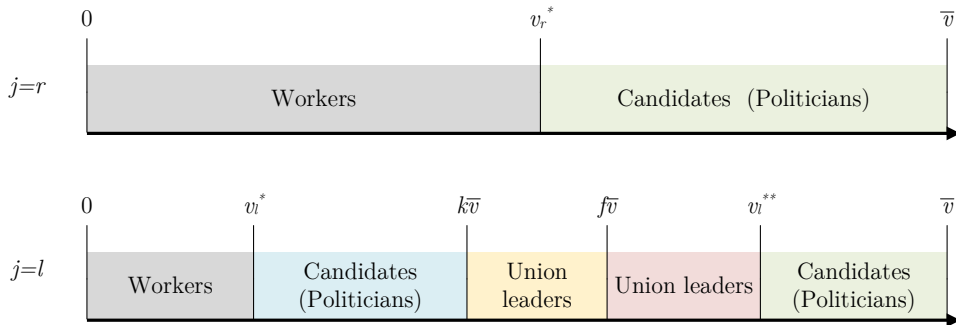 0 v_r^* v̅
j=r Workers Candidates (Politicians)
0 v_l^* kv̅ fv̅ v_l^** v̅
j=l Workers Candidates (Politicians) Union leaders Union leaders Candidates (Politicians)